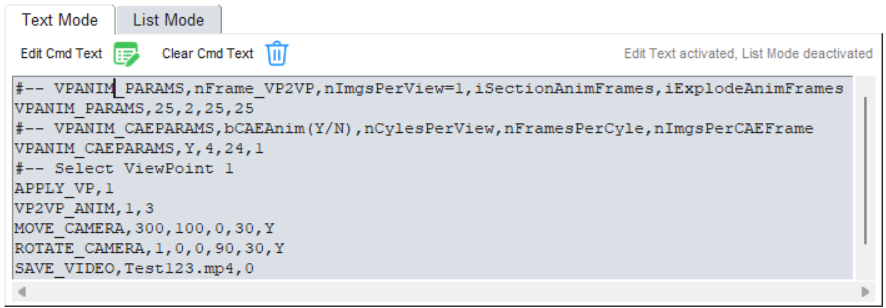 Text Mode
List Mode
Edit Cmd Text
Clear Cmd Text
Edit Text activated, List Mode deactivated
#-- VPANIM_PARAMS,nFrame_VP2VP,nImgsPerView=1,iSectionAnimFrames,iExplodeAnimFrames
VPANIM_PARAMS,25,2,25,25
#-- VPANIM_CAEPARAMS,bCAEAnim(Y/N),nCylesPerView,nFramesPerCyle,nImgsPerCAEFrame
VPANIM_CAEPARAMS,Y,4,24,1
#-- Select ViewPoint 1
APPLY_VP,1
VP2VP_ANIM,1,3
MOVE_CAMERA,300,100,0,30,Y
ROTATE_CAMERA,1,0,0,90,30,Y
SAVE_VIDEO,Test123.mp4,0